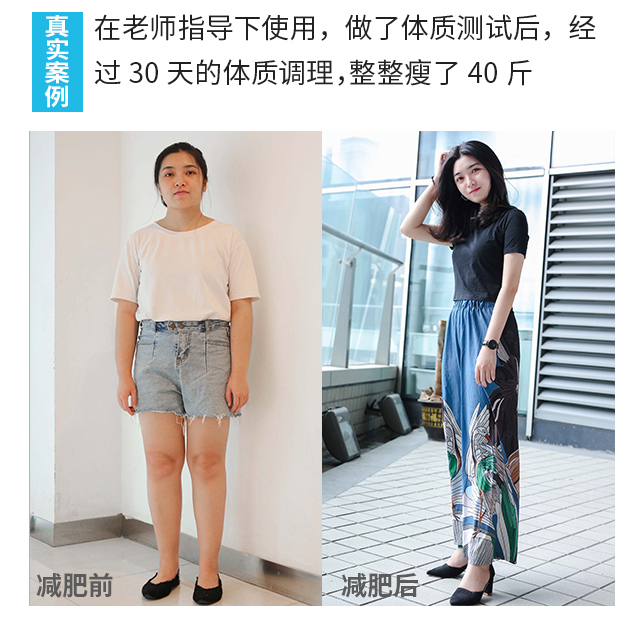 真实案例
在老师指导下使用，做了体质测试后，经
过 30 天的体质调理，整整瘦了 40 斤
减肥前
减肥后